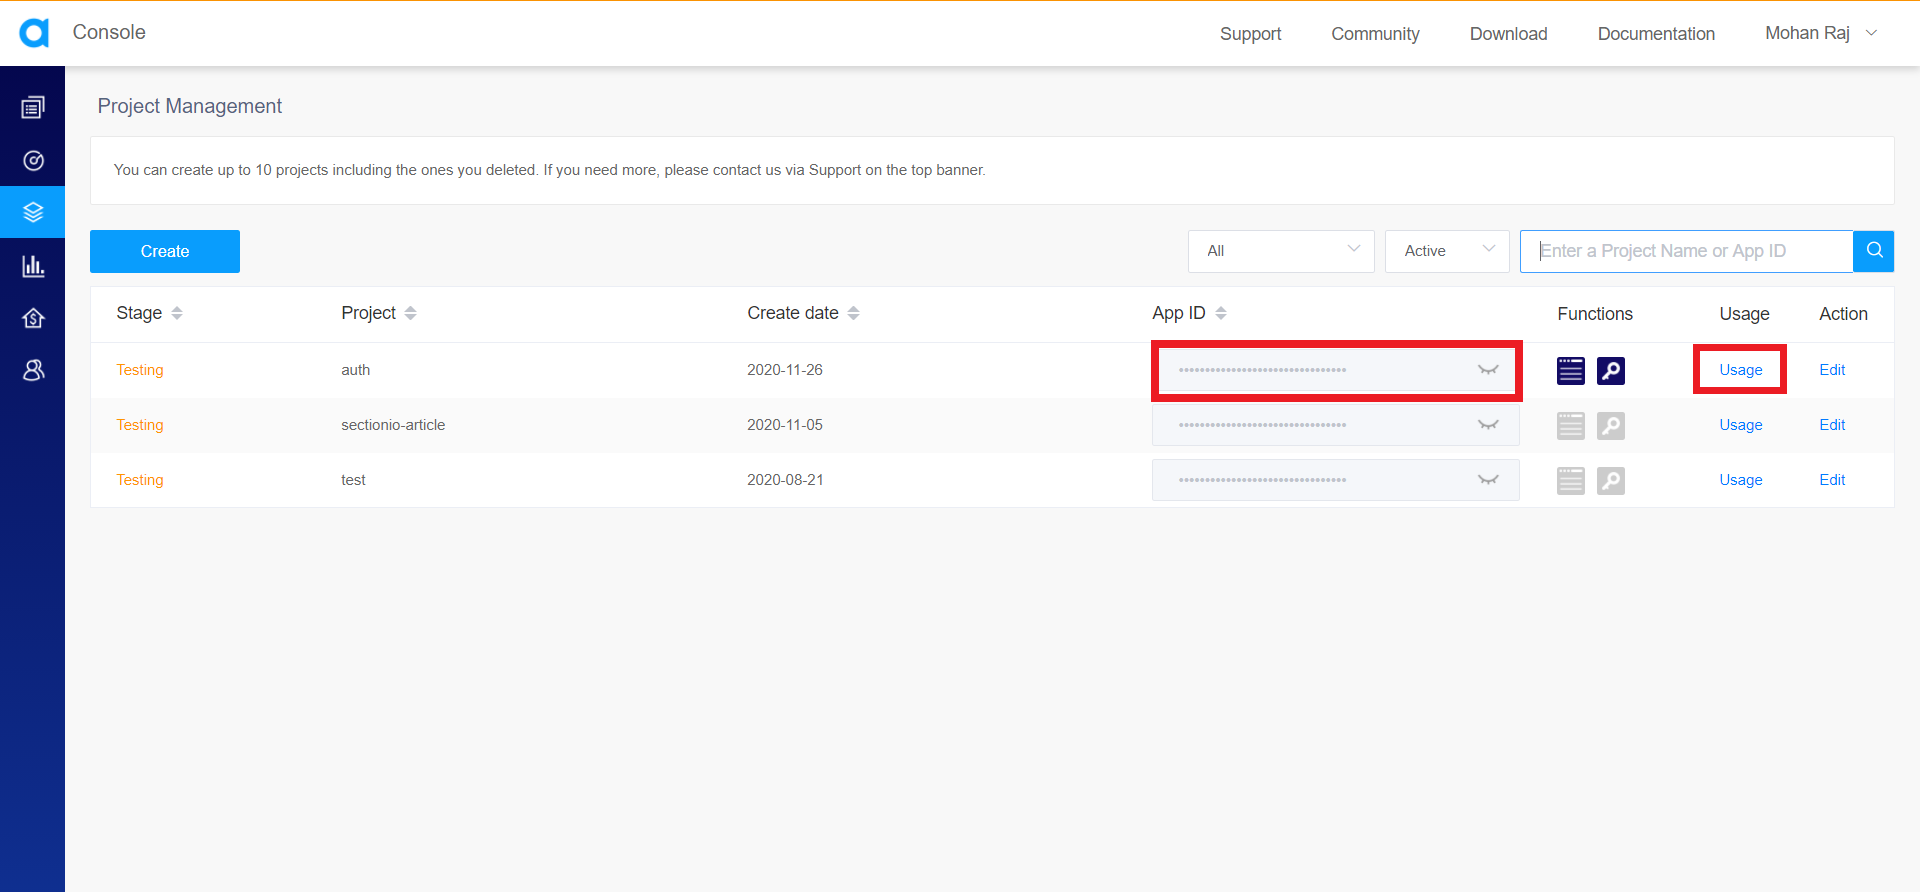 Console
Support Community Download Documentation Mohan Raj
Project Management
You can create up to 10 projects including the ones you deleted. If you need more, please contact us via Support on the top banner.
Create All Active Enter a Project Name or App ID
Stage Project Create date App ID Functions Usage Action
Testing auth 2020-11-26 •••••••••••••••••••••••••••••••• Usage Edit
Testing sectionio-article 2020-11-05 •••••••••••••••••••••••••••••••• Usage Edit
Testing test 2020-08-21 •••••••••••••••••••••••••••••••• Usage Edit